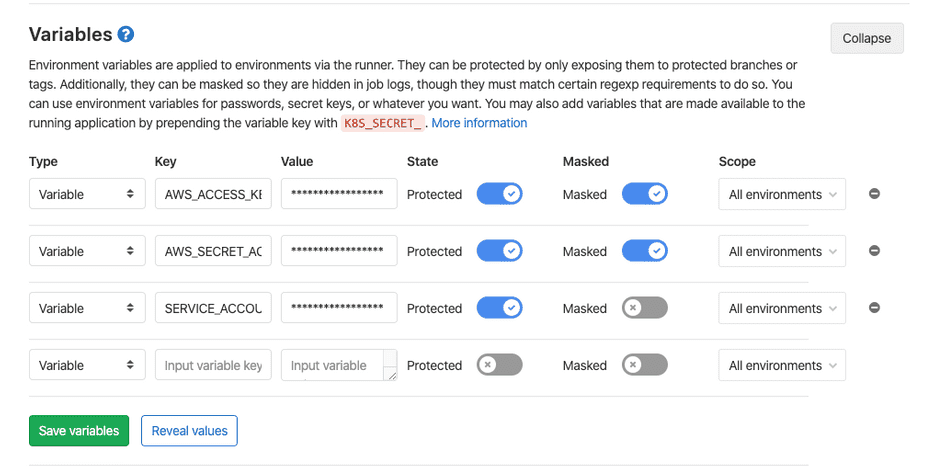 Variables ?
Collapse
Environment variables are applied to environments via the runner. They can be protected by only exposing them to protected branches or
tags. Additionally, they can be masked so they are hidden in job logs, though they must match certain regexp requirements to do so. You
can use environment variables for passwords, secret keys, or whatever you want. You may also add variables that are made available to the
running application by prepending the variable key with K8S_SECRET_ . More information
Type Key Value State Masked Scope
Variable AWS_ACCESS_KE ***************** Protected Masked All environments
Variable AWS_SECRET_AC ***************** Protected Masked All environments
Variable SERVICE_ACCOU ***************** Protected Masked All environments
Variable Input variable key Input variable Protected Masked All environments
Save variables Reveal values